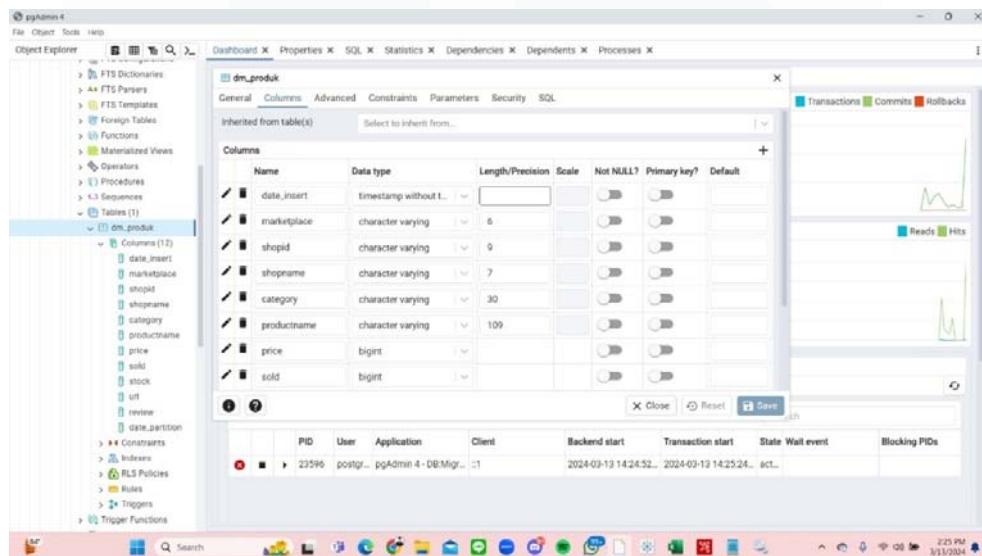 pgAdmin 4
File Object Tools Help
Object Explorer
Dashboard × Properties × SQL × Statistics × Dependencies × Dependents × Processes ×
FTS Dictionaries
FTS Parsers
FTS Templates
Foreign Tables
Functions
Materialized Views
Operators
Procedures
Sequences
Tables (1)
dm_produk
Columns (12)
date_insert
marketplace
shopid
shopname
category
productname
price
sold
stock
url
review
date_partition
Constraints
Indexes
RLS Policies
Rules
Triggers
Trigger Functions
dm_produk
General Columns Advanced Constraints Parameters Security SQL
Inherited from table(s) Select to inherit from...
Columns
Name Data type Length/Precision Scale Not NULL? Primary key? Default
date_insert timestamp without t...
marketplace character varying 6
shopid character varying 9
shopname character varying 7
category character varying 30
productname character varying 109
price bigint
sold bigint
Close Reset Save
Transactions Commits Rollbacks
Reads Hits
PID User Application Client Backend start Transaction start State Wait event Blocking PIDs
23596 postgr... pgAdmin 4 - DB:Migr... ::1 2024-03-13 14:24:52... 2024-03-13 14:25:24... act...
Search
2:25 PM
3/13/2024